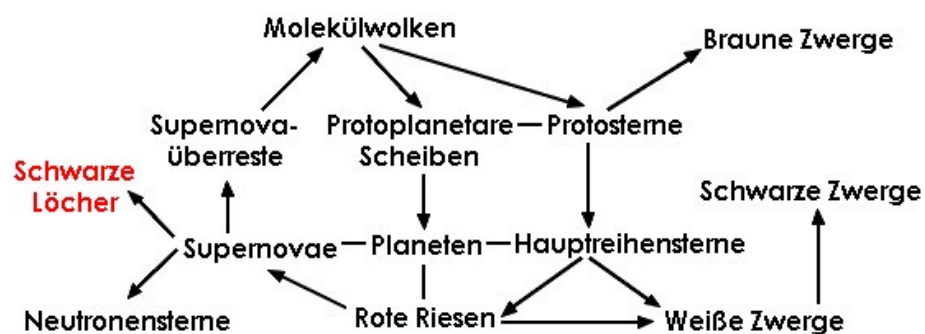 Molekülwolken
Braune Zwerge
Supernova-
überreste
Protoplanetare
Scheiben
Protosterne
Schwarze
Löcher
Schwarze Zwerge
Supernovae
Planeten
Hauptreihensterne
Neutronensterne
Rote Riesen
Weiße Zwerge